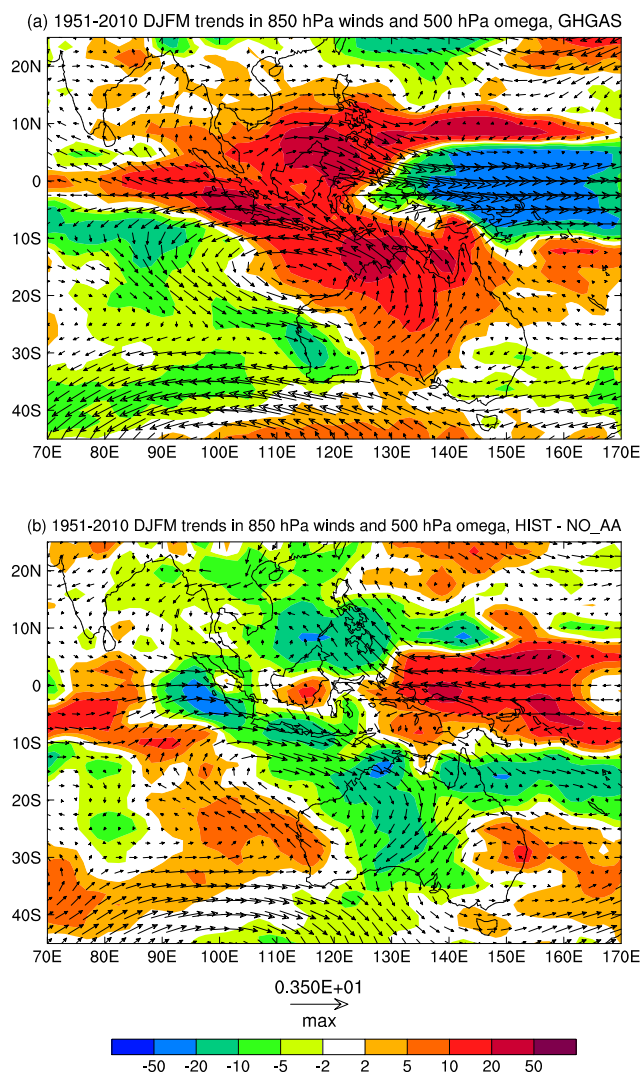 (a) 1951-2010 DJFM trends in 850 hPa winds and 500 hPa omega, GHGAS
20N
10N
0
10S
20S
30S
40S
70E 80E 90E 100E 110E 120E 130E 140E 150E 160E 170E
(b) 1951-2010 DJFM trends in 850 hPa winds and 500 hPa omega, HIST - NO_AA
20N
10N
0
10S
20S
30S
40S
70E 80E 90E 100E 110E 120E 130E 140E 150E 160E 170E
0.350E+01
max
-50 -20 -10 -5 -2 2 5 10 20 50